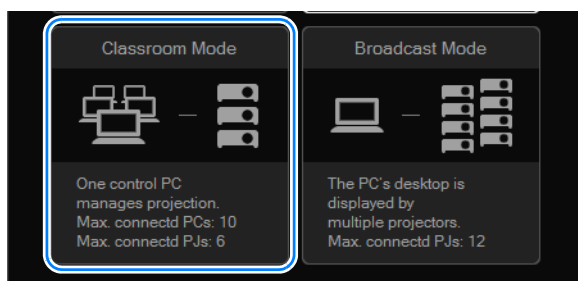 Classroom Mode
One control PC
manages projection.
Max. connectd PCs: 10
Max. connectd PJs: 6
Broadcast Mode
The PC's desktop is
displayed by
multiple projectors.
Max. connectd PJs: 12